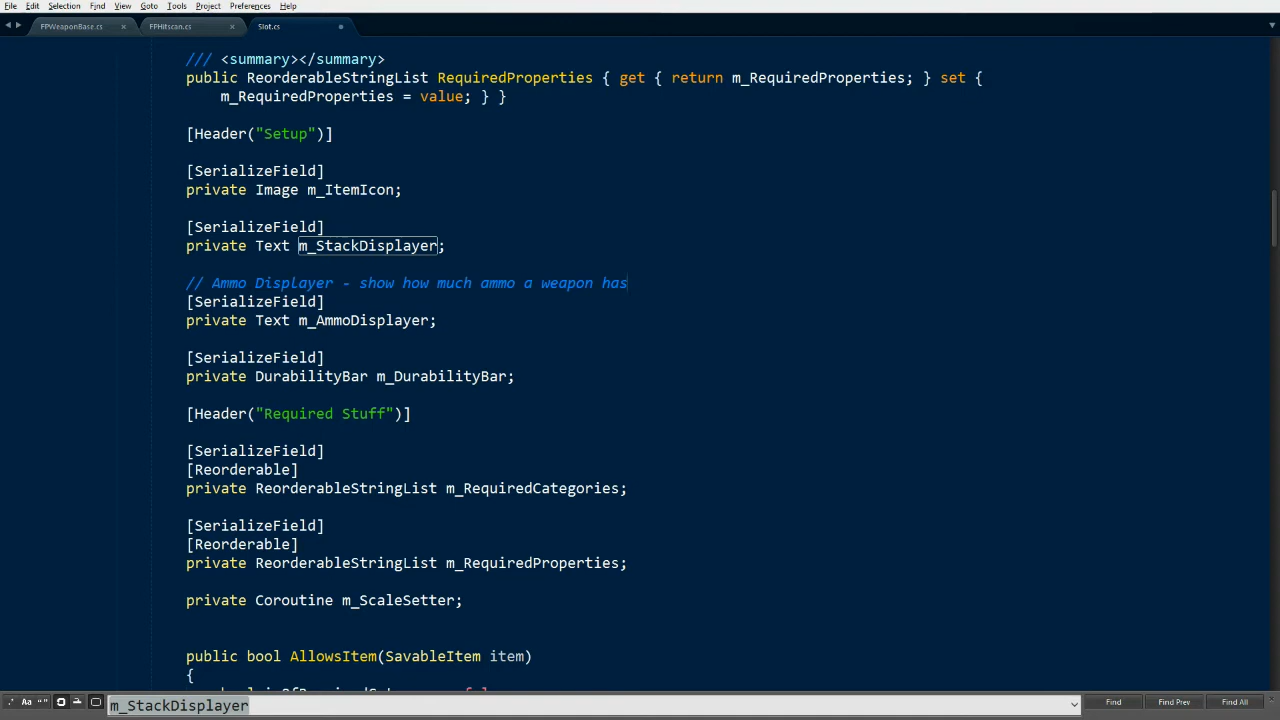 File Edit Selection Find View Goto Tools Project Preferences Help
FPWeaponBase.cs FPHitscan.cs Slot.cs
/// <summary></summary>
public ReorderableStringList RequiredProperties { get { return m_RequiredProperties; } set {
m_RequiredProperties = value; } }
[Header("Setup")]
[SerializeField]
private Image m_ItemIcon;
[SerializeField]
private Text m_StackDisplayer;
// Ammo Displayer - show how much ammo a weapon has
[SerializeField]
private Text m_AmmoDisplayer;
[SerializeField]
private DurabilityBar m_DurabilityBar;
[Header("Required Stuff")]
[SerializeField]
[Reorderable]
private ReorderableStringList m_RequiredCategories;
[SerializeField]
[Reorderable]
private ReorderableStringList m_RequiredProperties;
private Coroutine m_ScaleSetter;
public bool AllowsItem(SavableItem item)
{
.* Aa "" m_StackDisplayer Find Find Prev Find All